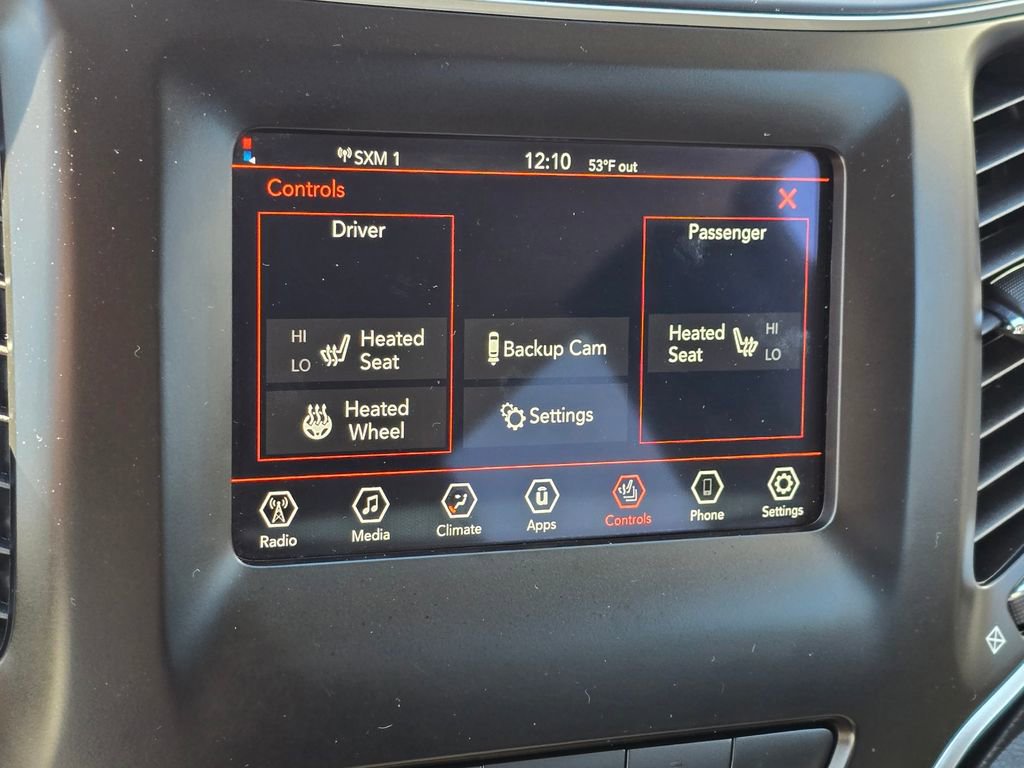 SXM 1 12:10 53°F out
Controls X
Driver Passenger
HI Heated Seat LO
Backup Cam
Heated Seat HI LO
Heated Wheel
Settings
Radio Media Climate Apps Controls Phone Settings